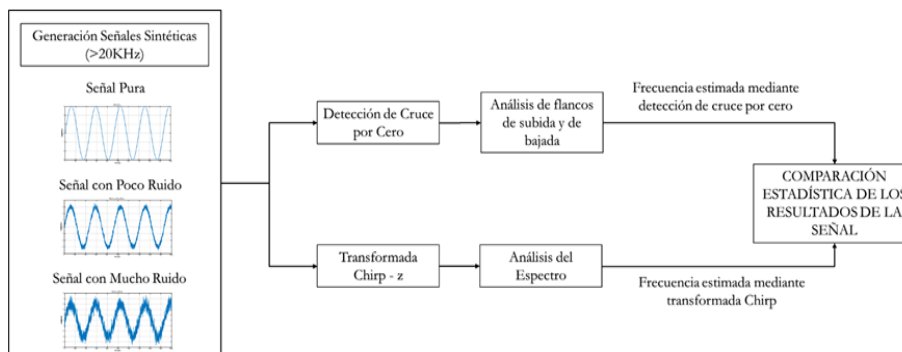 Generación Señales Sintéticas
(>20KHz)
Señal Pura
Señal con Poco Ruido
Señal con Mucho Ruido
Detección de Cruce
por Cero
Análisis de flancos
de subida y de
bajada
Frecuencia estimada mediante
detección de cruce por cero
Transformada
Chirp - z
Análisis del
Espectro
Frecuencia estimada mediante
transformada Chirp
COMPARACIÓN
ESTADÍSTICA DE LOS
RESULTADOS DE LA
SEÑAL